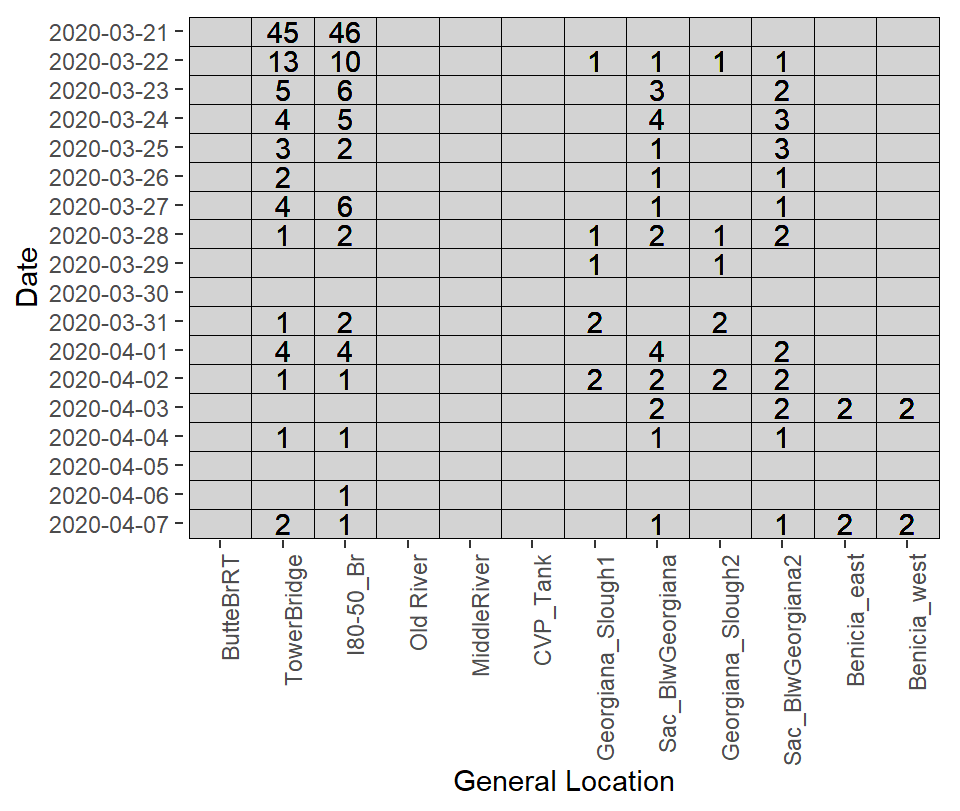 2020-03-21 45 46
2020-03-22 13 10 1 1 1 1
2020-03-23 5 6 3 2
2020-03-24 4 5 4 3
2020-03-25 3 2 1 3
2020-03-26 2 1 1
2020-03-27 4 6 1 1
2020-03-28 1 2 1 2 1 2
2020-03-29 1 1
2020-03-30
2020-03-31 1 2 2 2
2020-04-01 4 4 4 2
2020-04-02 1 1 2 2 2 2
2020-04-03 2 2 2 2
2020-04-04 1 1 1 1
2020-04-05
2020-04-06 1
2020-04-07 2 1 1 1 2 2
Date
ButteBrRT
TowerBridge
I80-50_Br
Old River
MiddleRiver
CVP_Tank
Georgiana_Slough1
Sac_BlwGeorgiana
Georgiana_Slough2
Sac_BlwGeorgiana2
Benicia_east
Benicia_west
General Location